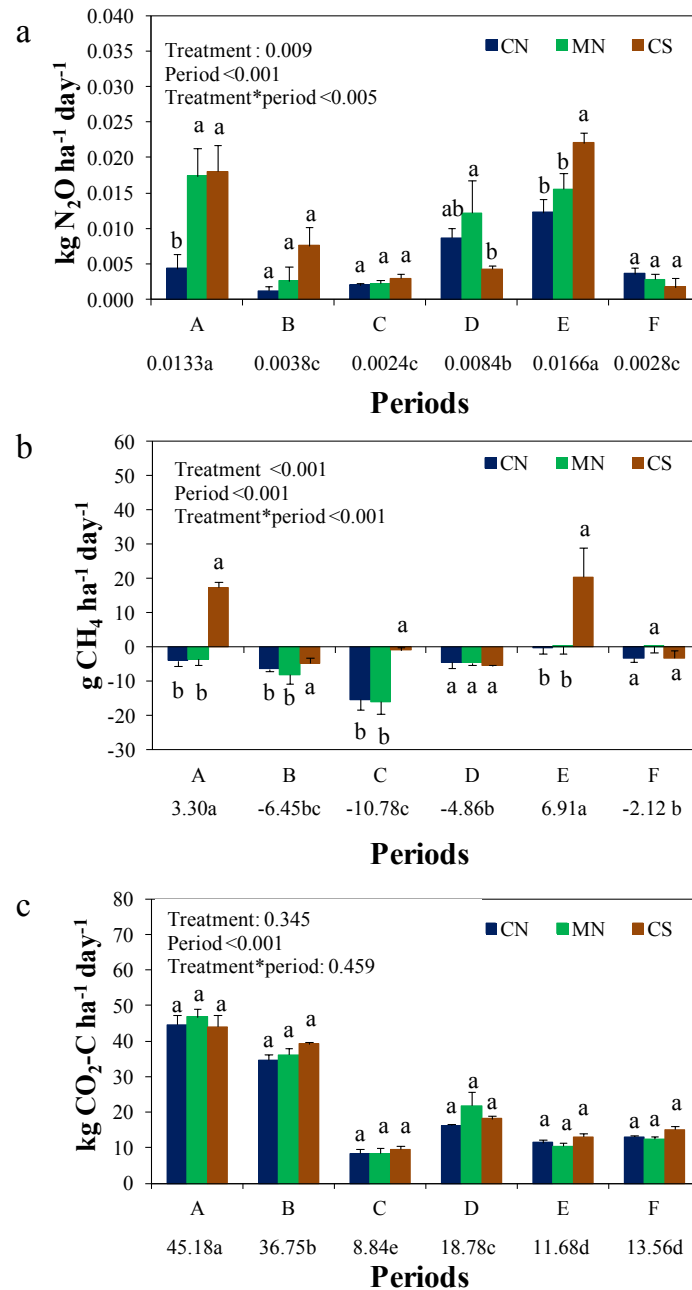 a
kg N₂O ha⁻¹ day⁻¹
0.040
0.035
0.030
0.025
0.020
0.015
0.010
0.005
0.000
Treatment : 0.009
Period <0.001
Treatment*period <0.005
CN MN CS
b a a
a a a
a a a
ab a b
b b a
a a a
A B C D E F
0.0133a 0.0038c 0.0024c 0.0084b 0.0166a 0.0028c
Periods
b
g CH₄ ha⁻¹ day⁻¹
60
50
40
30
20
10
0
-10
-20
-30
Treatment <0.001
Period <0.001
Treatment*period <0.001
CN MN CS
b b a
b b a
b b a
a a a
b b a
a a a
A B C D E F
3.30a -6.45bc -10.78c -4.86b 6.91a -2.12 b
Periods
c
kg CO₂-C ha⁻¹ day⁻¹
80
70
60
50
40
30
20
10
0
Treatment: 0.345
Period <0.001
Treatment*period: 0.459
CN MN CS
a a a
a a a
a a a
a a a
a a a
a a a
A B C D E F
45.18a 36.75b 8.84e 18.78c 11.68d 13.56d
Periods